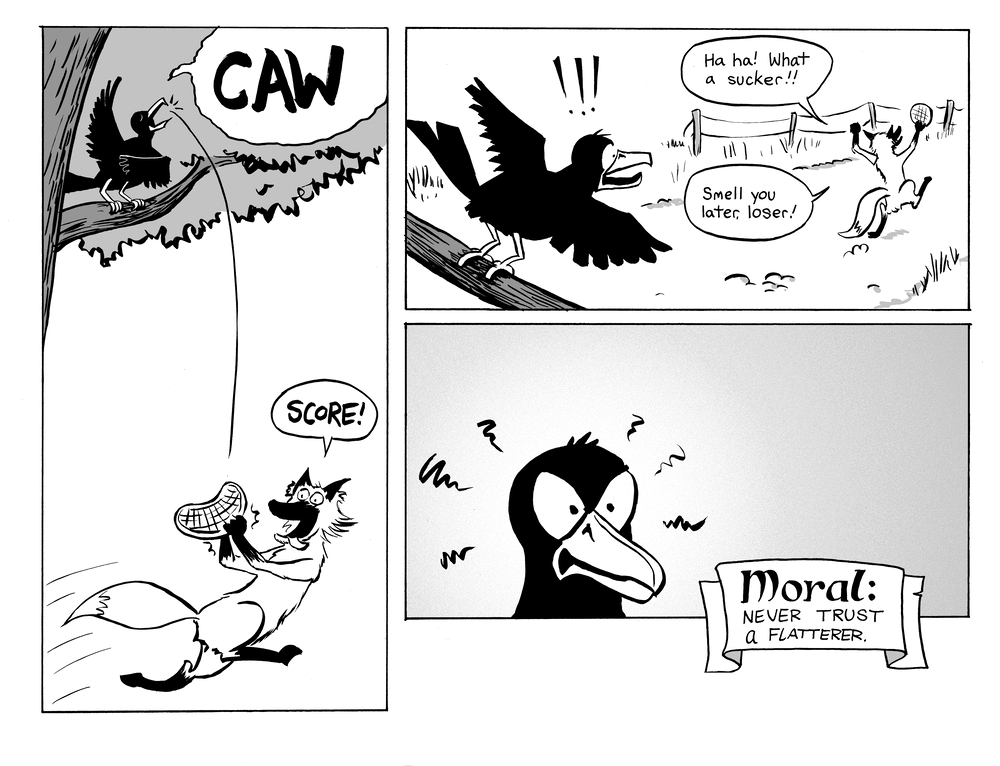 CAW
SCORE!
!!!
Ha ha! What
a sucker!!
Smell you
later, loser!
Moral:
NEVER TRUST
a FLATTERER.